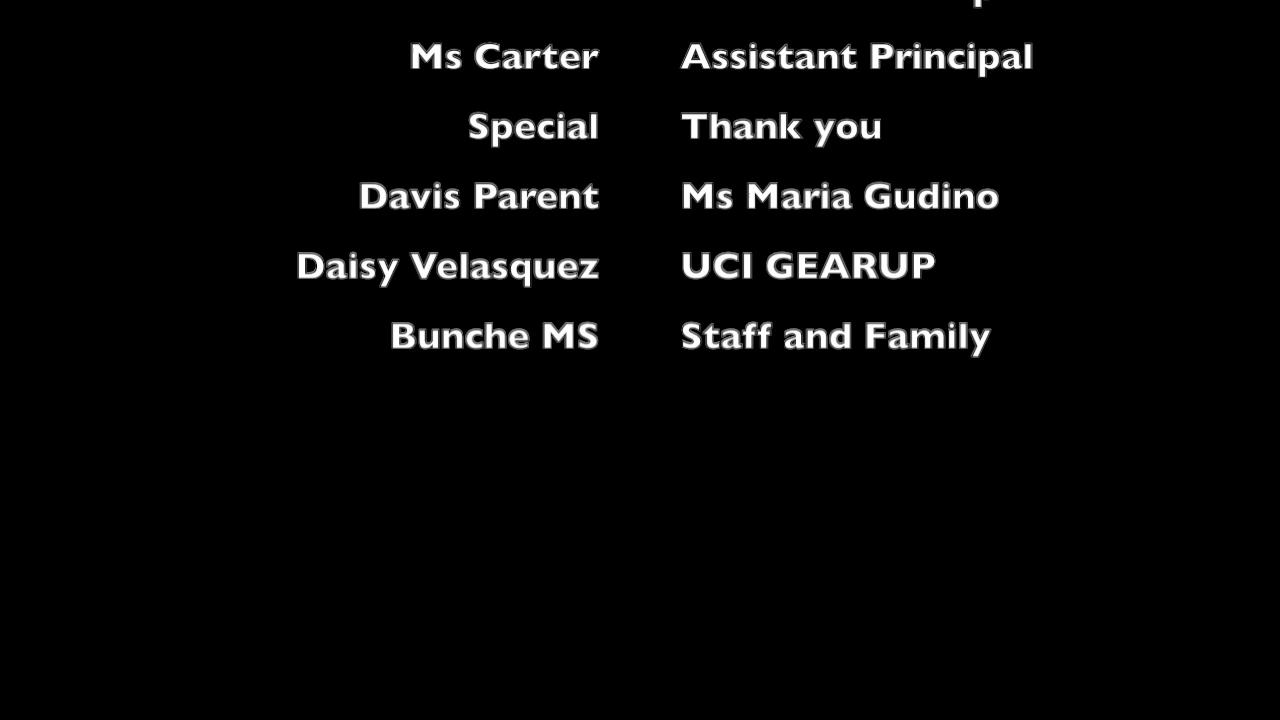 Ms Carter Assistant Principal
Special Thank you
Davis Parent Ms Maria Gudino
Daisy Velasquez UCI GEARUP
Bunche MS Staff and Family